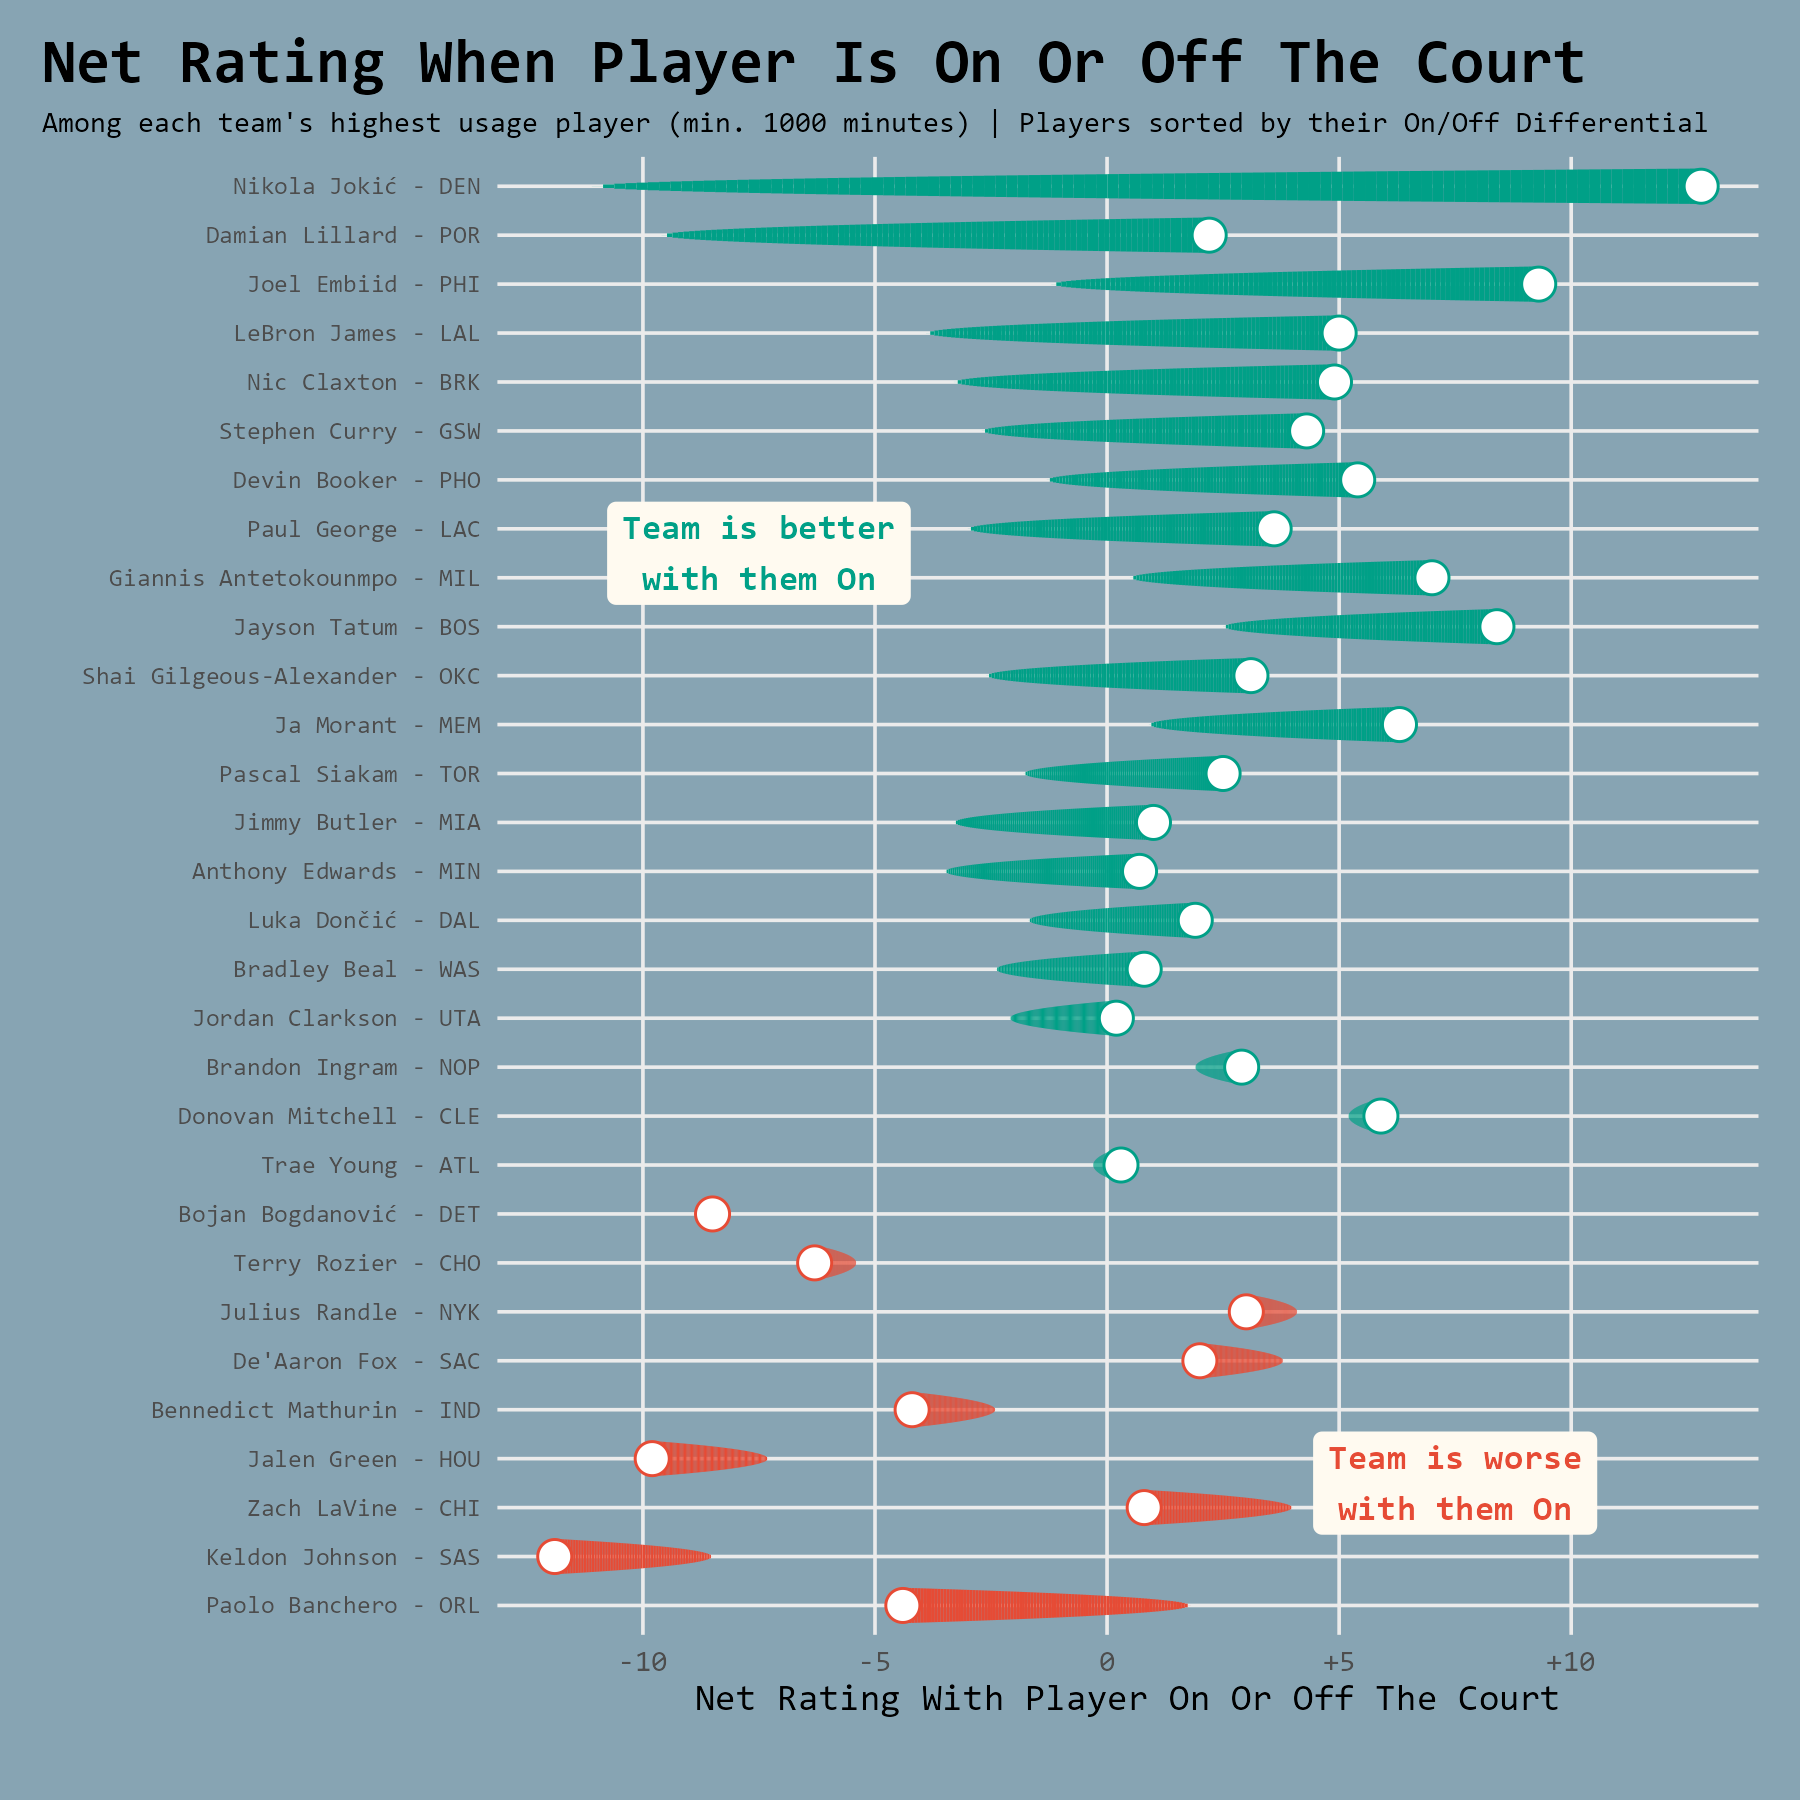 Net Rating When Player Is On Or Off The Court
Among each team's highest usage player (min. 1000 minutes) | Players sorted by their On/Off Differential
Nikola Jokić - DEN
Damian Lillard - POR
Joel Embiid - PHI
LeBron James - LAL
Nic Claxton - BRK
Stephen Curry - GSW
Devin Booker - PHO
Paul George - LAC
Team is better
with them On
Giannis Antetokounmpo - MIL
Jayson Tatum - BOS
Shai Gilgeous-Alexander - OKC
Ja Morant - MEM
Pascal Siakam - TOR
Jimmy Butler - MIA
Anthony Edwards - MIN
Luka Dončić - DAL
Bradley Beal - WAS
Jordan Clarkson - UTA
Brandon Ingram - NOP
Donovan Mitchell - CLE
Trae Young - ATL
Bojan Bogdanović - DET
Terry Rozier - CHO
Julius Randle - NYK
De'Aaron Fox - SAC
Bennedict Mathurin - IND
Jalen Green - HOU
Zach LaVine - CHI
Team is worse
with them On
Keldon Johnson - SAS
Paolo Banchero - ORL
-10 -5 0 +5 +10
Net Rating With Player On Or Off The Court